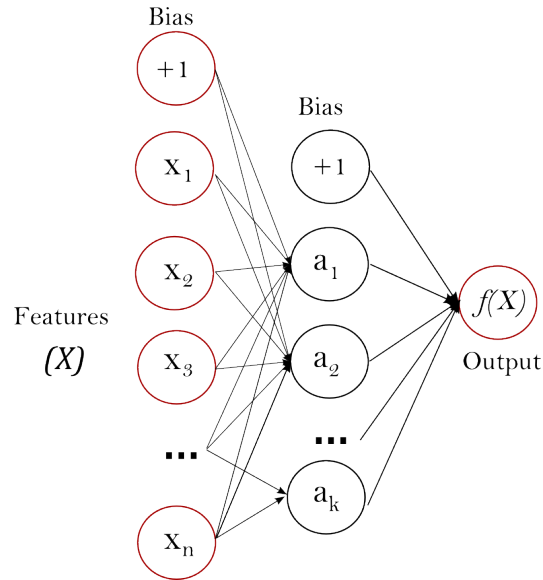 Bias
+1
x1
x2
x3
...
xn
Features
(X)
Bias
+1
a1
a2
...
ak
f(X)
Output